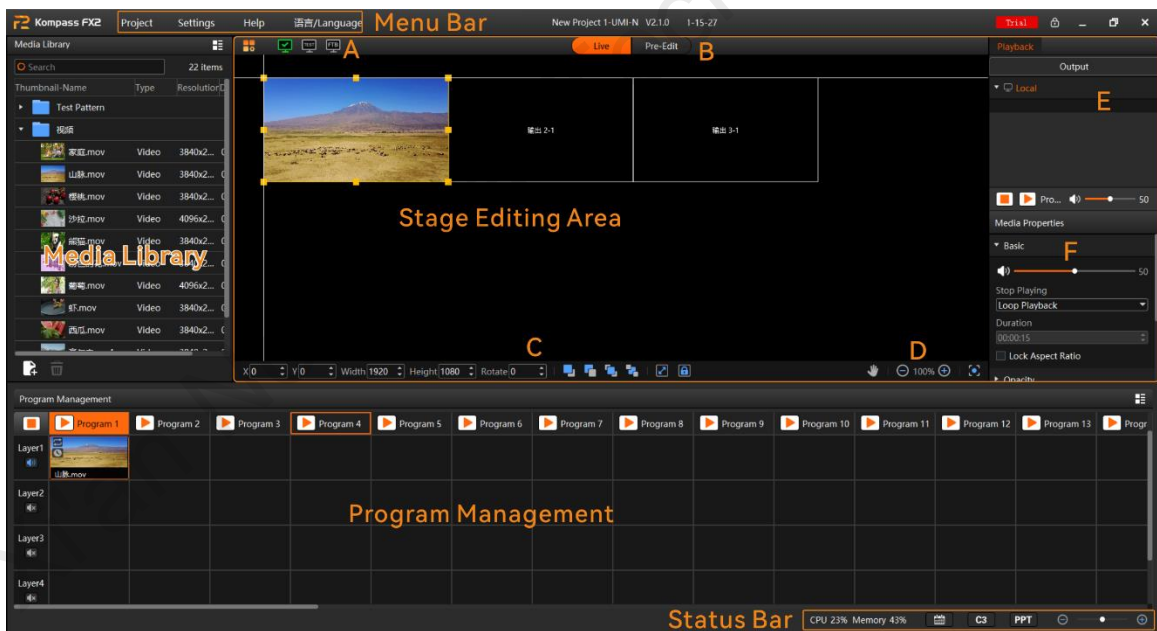 Kompass FX2 Project Settings Help 语言/Language Menu Bar New Project 1-UMI-N V2.1.0 1-15-27 Trial
Media Library A Live Pre-Edit B Playback
Search 22 items Output
Thumbnail-Name Type Resolution
Test Pattern Local E
视频 输出 2-1 输出 3-1
家庭.mov Video 3840x2...
山脉.mov Video 3840x2...
樱桃.mov Video 3840x2... Pro... 50
沙拉.mov Video 4096x2... Stage Editing Area Media Properties
熊猫.mov Video 3840x2... Basic F
Media Library 50
葡萄.mov Video 4096x2... Stop Playing
虾.mov Video 3840x2... Loop Playback
西瓜.mov Video 3840x2... Duration
00:00:15
C D Lock Aspect Ratio
X 0 Y 0 Width 1920 Height 1080 Rotate 0 100% Opacity
Program Management
Program 1 Program 2 Program 3 Program 4 Program 5 Program 6 Program 7 Program 8 Program 9 Program 10 Program 11 Program 12 Program 13 Progr
Layer1
山脉.mov
Layer2
Program Management
Layer3
Layer4
Status Bar CPU 23% Memory 43% C3 PPT